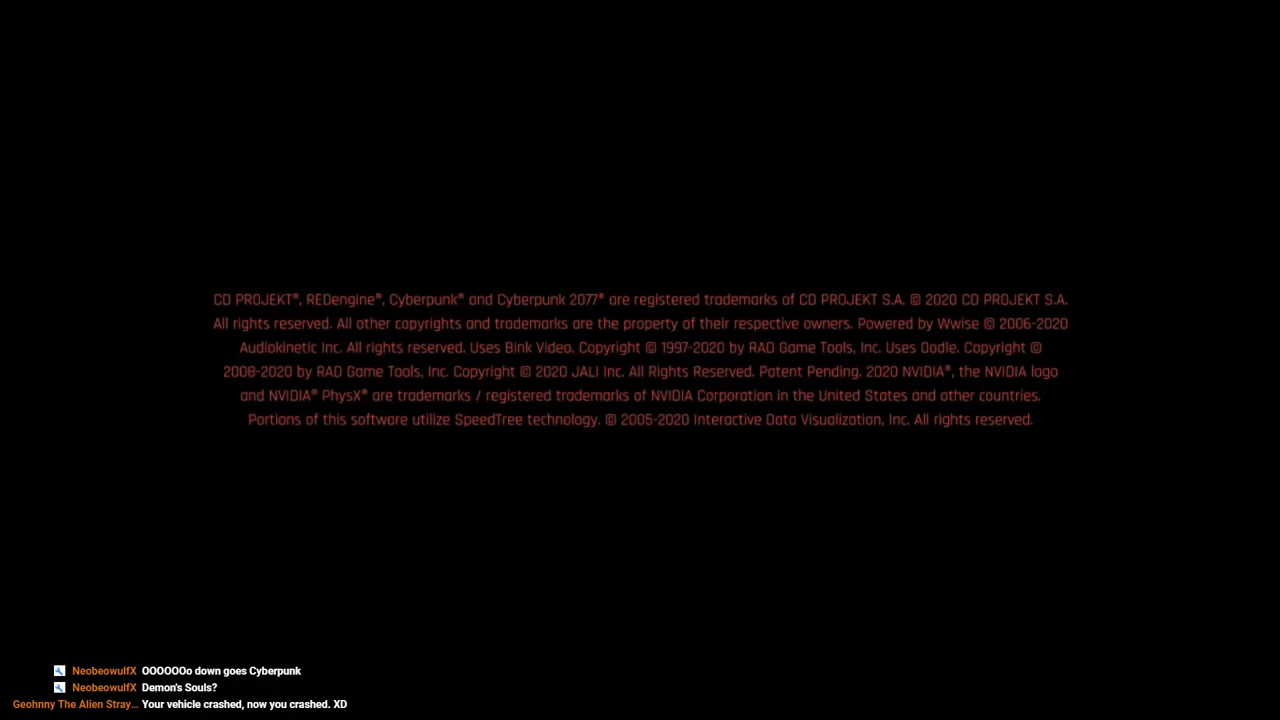 CD PROJEKT®, REDengine®, Cyberpunk® and Cyberpunk 2077® are registered trademarks of CD PROJEKT S.A. © 2020 CD PROJEKT S.A.
All rights reserved. All other copyrights and trademarks are the property of their respective owners. Powered by Wwise © 2006-2020
Audiokinetic Inc. All rights reserved. Uses Bink Video. Copyright © 1997-2020 by RAD Game Tools, Inc. Uses Oodle. Copyright ©
2008-2020 by RAD Game Tools, Inc. Copyright © 2020 JALI Inc. All Rights Reserved. Patent Pending. 2020 NVIDIA®, the NVIDIA logo
and NVIDIA® PhysX® are trademarks / registered trademarks of NVIDIA Corporation in the United States and other countries.
Portions of this software utilize SpeedTree technology. © 2005-2020 Interactive Data Visualization, Inc. All rights reserved.
NeobeowulfX OOOOOOo down goes Cyberpunk
NeobeowulfX Demon's Souls?
Geohnny The Alien Stray... Your vehicle crashed, now you crashed. XD